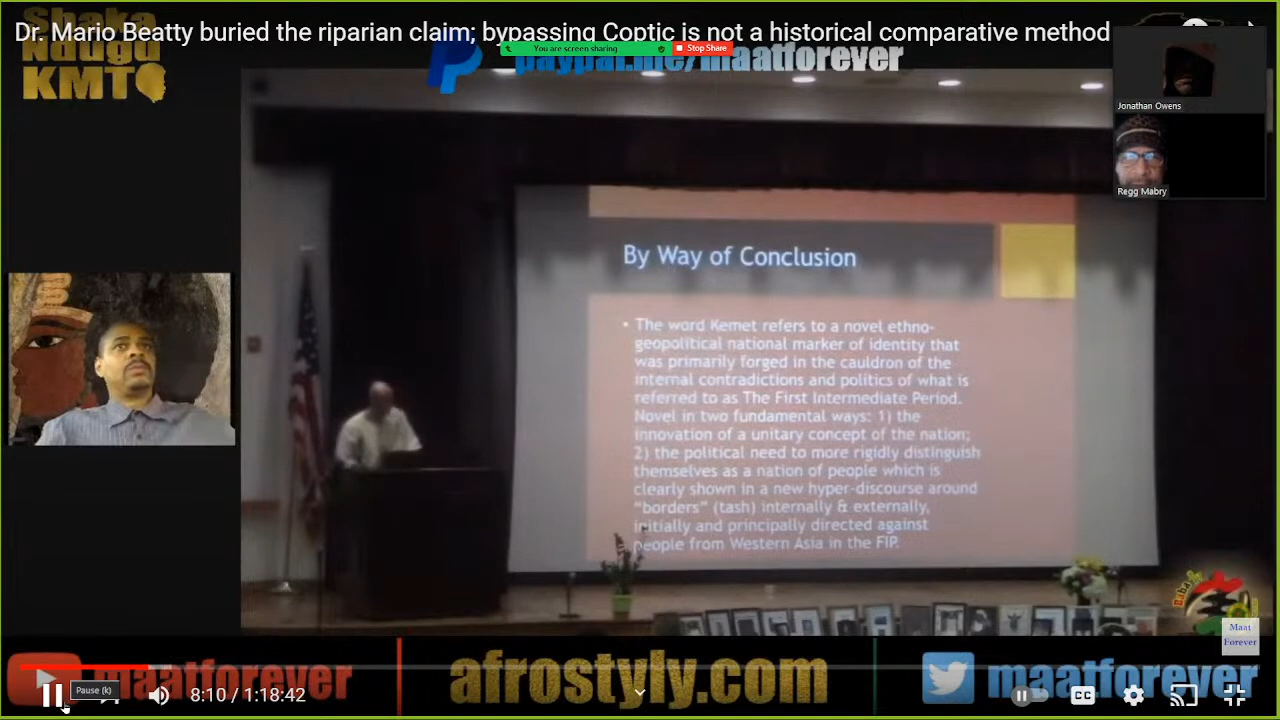 Shaka
Ndugu
KMT
Dr. Mario Beatty buried the riparian claim; bypassing Coptic is not a historical comparative method
You are screen sharing
Stop Share
paypal.me/maatforever
Jonathan Owens
Regg Mabry
By Way of Conclusion
• The word Kemet refers to a novel ethno-
geopolitical national marker of identity that
was primarily forged in the cauldron of the
internal contradictions and politics of what is
referred to as The First Intermediate Period.
Novel in two fundamental ways: 1) the
innovation of a unitary concept of the nation;
2) the political need to more rigidly distinguish
themselves as a nation of people which is
clearly shown in a new hyper-discourse around
"borders" (tash) internally & externally,
initially and principally directed against
people from Western Asia in the FIP.
Maat
Forever
maatforever
afrostyly.com
maatforever
Pause (k)
8:10 / 1:18:42
CC